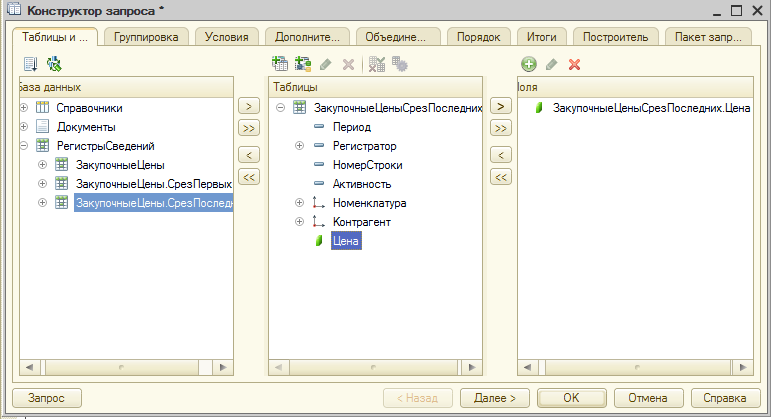 Конструктор запроса *
Таблицы и ...
Группировка
Условия
Дополните...
Объедине...
Порядок
Итоги
Построитель
Пакет запр...
База данных
Справочники
Документы
РегистрыСведений
ЗакупочныеЦены
ЗакупочныеЦены.СрезПервых
ЗакупочныеЦены.СрезПоследн
Таблицы
ЗакупочныеЦеныСрезПоследних
Период
Регистратор
НомерСтроки
Активность
Номенклатура
Контрагент
Цена
Поля
ЗакупочныеЦеныСрезПоследних.Цена
>
>>
<
<<
>
>>
<
<<
Запрос
< Назад
Далее >
OK
Отмена
Справка